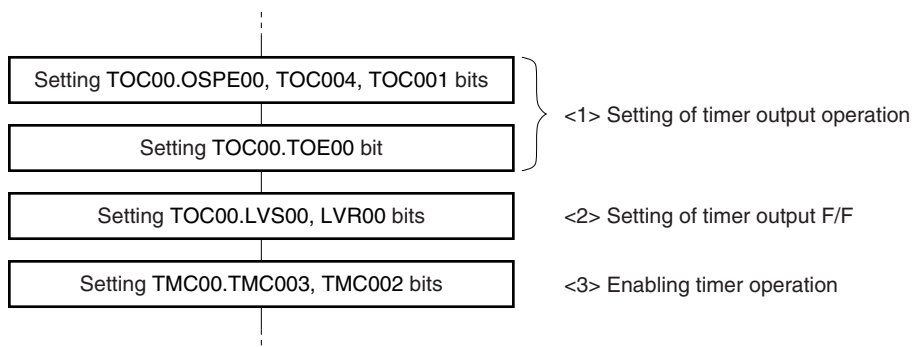 Setting TOC00.OSPE00, TOC004, TOC001 bits
<1> Setting of timer output operation
Setting TOC00.TOE00 bit
Setting TOC00.LVS00, LVR00 bits
<2> Setting of timer output F/F
Setting TMC00.TMC003, TMC002 bits
<3> Enabling timer operation